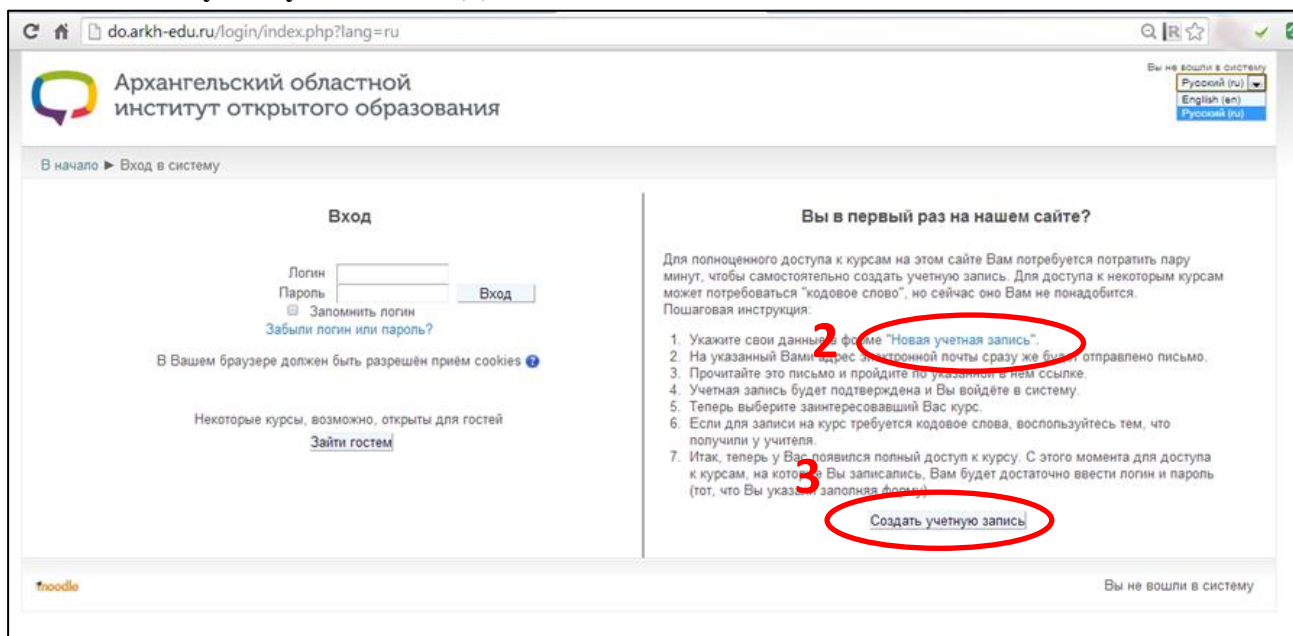 do.arkh-edu.ru/login/index.php?lang=ru
Вы не вошли в систему
Русский (ru)
English (en)
Русский (ru)
Архангельский областной
институт открытого образования
В начало ► Вход в систему
Вход
Логин
Пароль
Вход
Запомнить логин
Забыли логин или пароль?
В Вашем браузере должен быть разрешён приём cookies
Некоторые курсы, возможно, открыты для гостей
Зайти гостем
Вы в первый раз на нашем сайте?
Для полноценного доступа к курсам на этом сайте Вам потребуется потратить пару
минут, чтобы самостоятельно создать учетную запись. Для доступа к некоторым курсам
может потребоваться "кодовое слово", но сейчас оно Вам не понадобится.
Пошаговая инструкция:
1. Укажите свои данные в форме "Новая учетная запись".
2. На указанный Вами адрес электронной почты сразу же будет отправлено письмо.
3. Прочитайте это письмо и пройдите по указанной в нем ссылке.
4. Учетная запись будет подтверждена и Вы войдёте в систему.
5. Теперь выберите заинтересовавший Вас курс.
6. Если для записи на курс требуется кодовое слова, воспользуйтесь тем, что
получили у учителя.
7. Итак, теперь у Вас появился полный доступ к курсу. С этого момента для доступа
к курсам, на которые Вы записались, Вам будет достаточно ввести логин и пароль
(тот, что Вы указали заполняя форму)
2
3
Создать учетную запись
moodle
Вы не вошли в систему